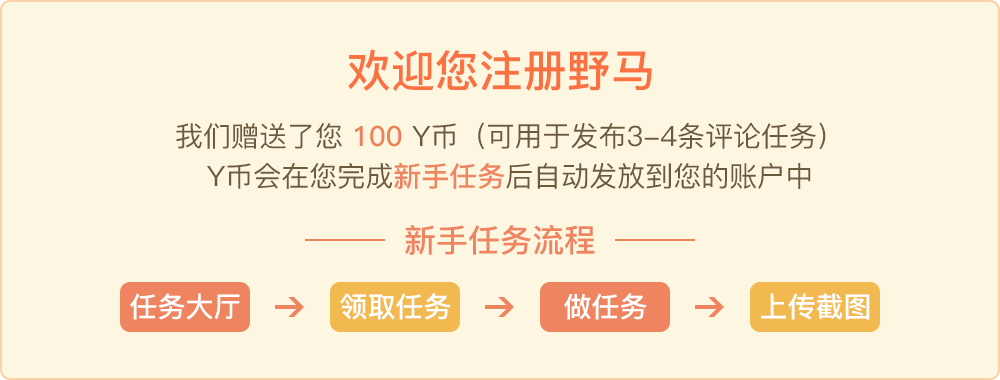 欢迎您注册野马
我们赠送了您 100 Y币（可用于发布3-4条评论任务）
Y币会在您完成新手任务后自动发放到您的账户中
新手任务流程
任务大厅 → 领取任务 → 做任务 → 上传截图